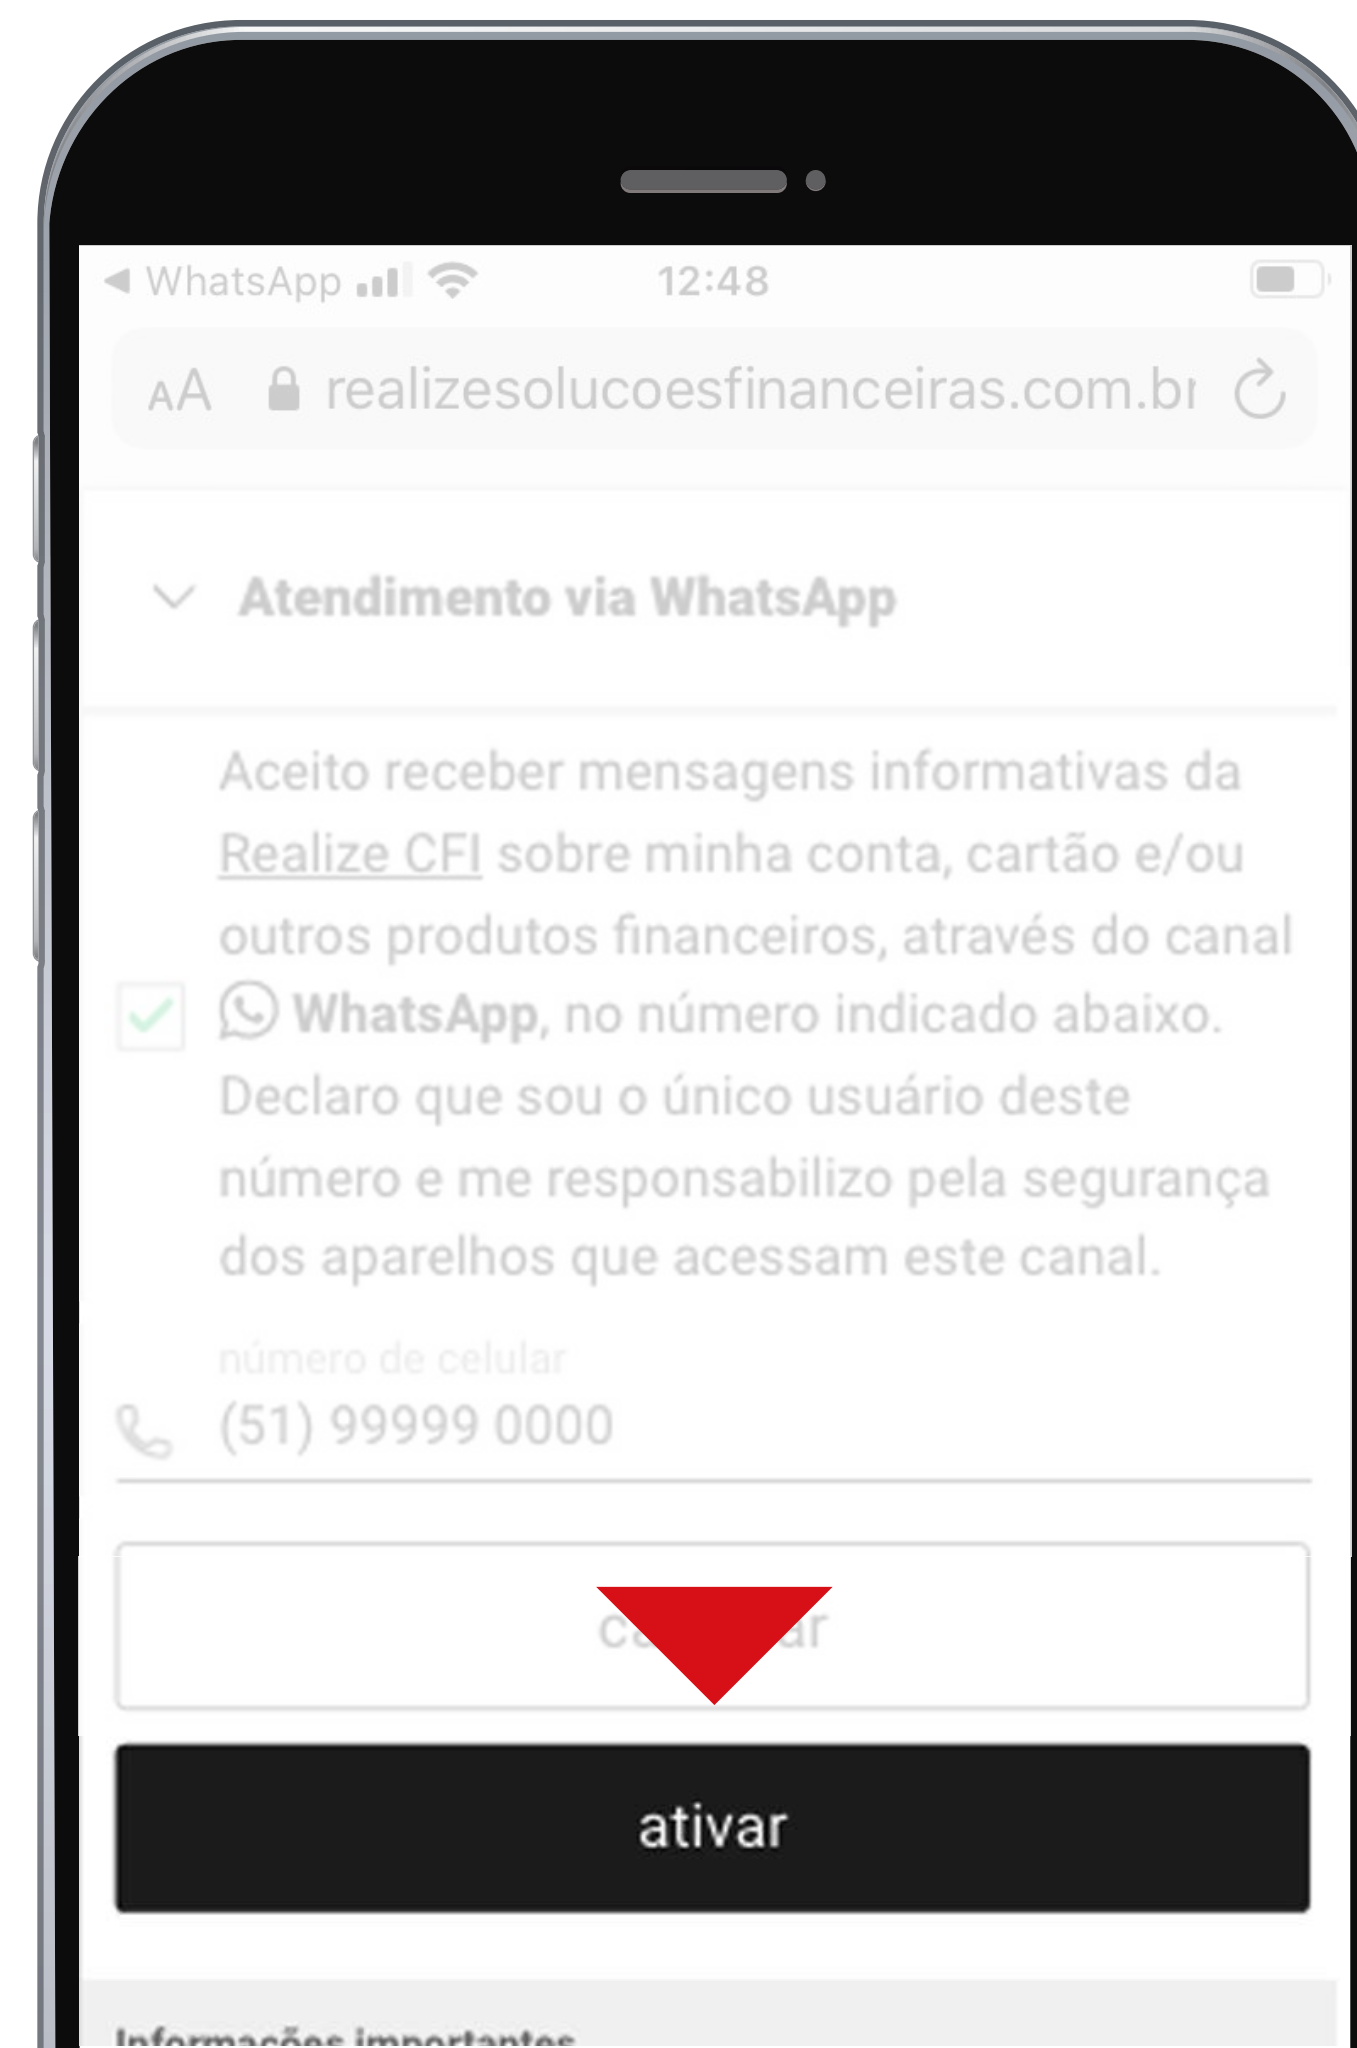 WhatsApp 12:48
AA realizesolucoesfinanceiras.com.br
Atendimento via WhatsApp
Aceito receber mensagens informativas da
Realize CFI sobre minha conta, cartão e/ou
outros produtos financeiros, através do canal
WhatsApp, no número indicado abaixo.
Declaro que sou o único usuário deste
número e me responsabilizo pela segurança
dos aparelhos que acessam este canal.
número de celular
(51) 99999 0000
ativar
Informações importantes